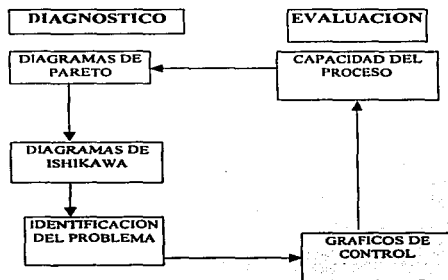 DIAGNOSTICO
EVALUACION
DIAGRAMAS DE
PARETO
CAPACIDAD DEL
PROCESO
DIAGRAMAS DE
ISHIKAWA
IDENTIFICACION
DEL PROBLEMA
GRAFICOS DE
CONTROL